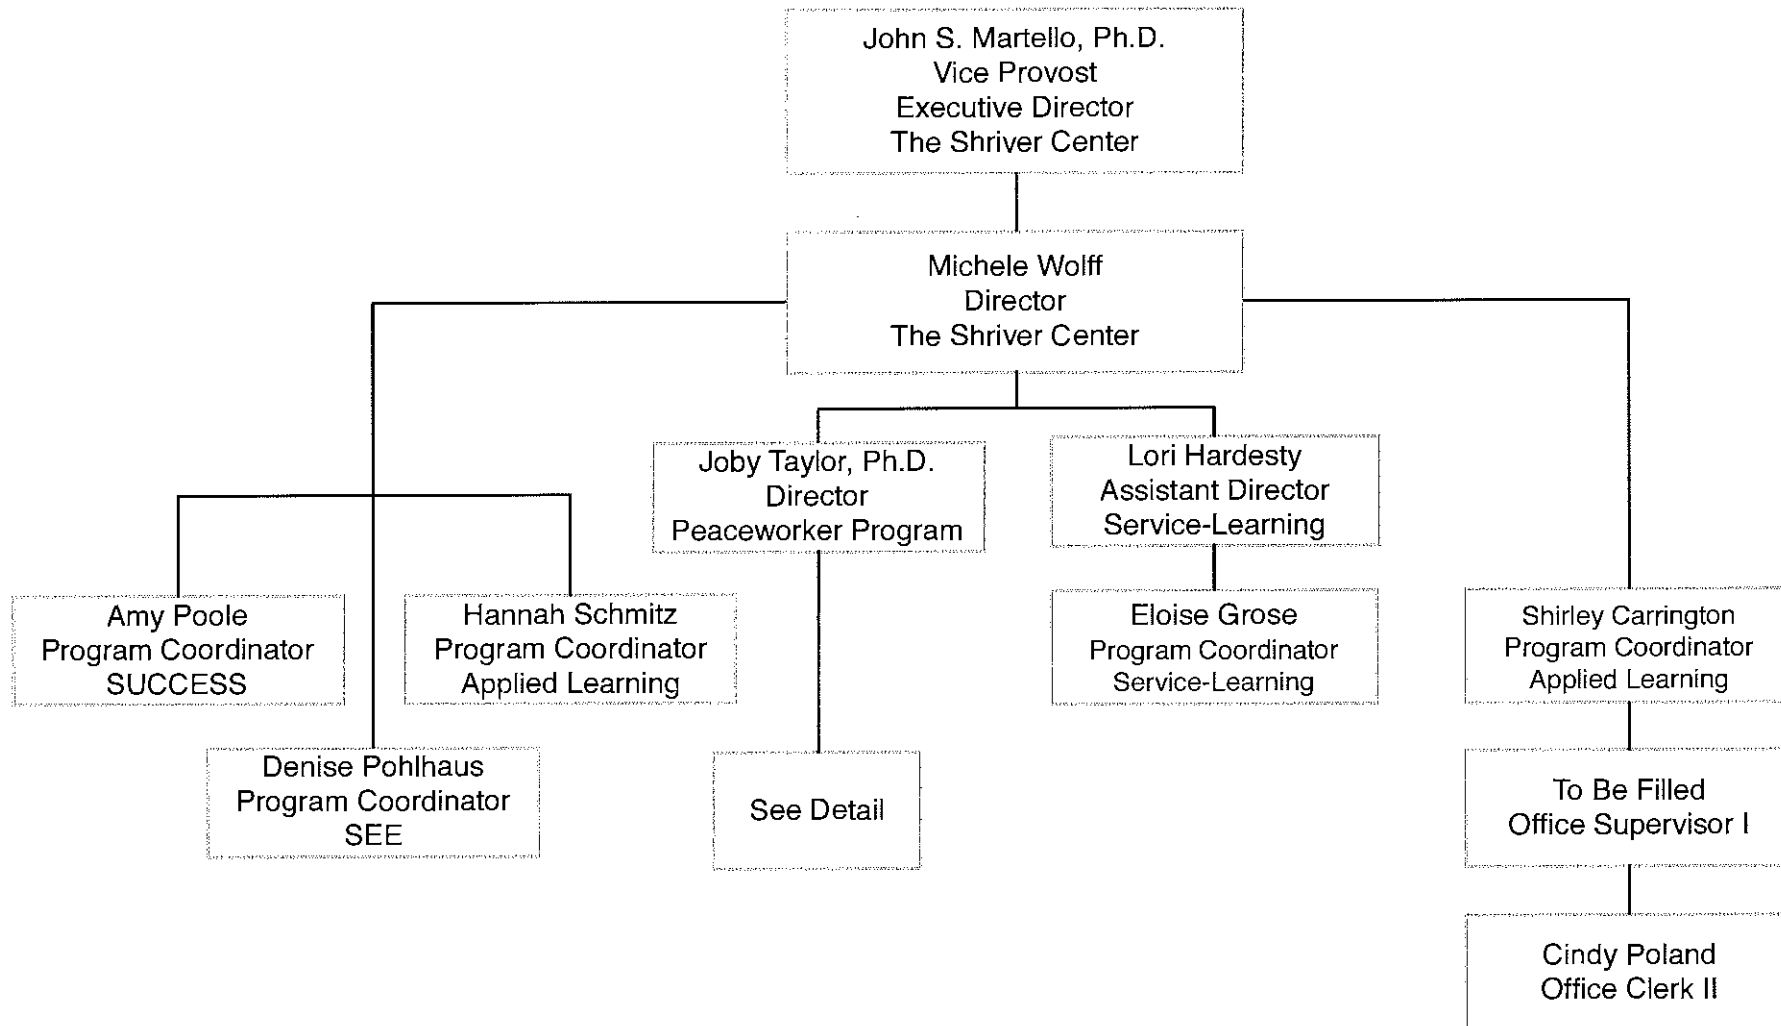 John S. Martello, Ph.D.
Vice Provost
Executive Director
The Shriver Center
Michele Wolff
Director
The Shriver Center
Joby Taylor, Ph.D.
Director
Peaceworker Program
Lori Hardesty
Assistant Director
Service-Learning
Amy Poole
Program Coordinator
SUCCESS
Hannah Schmitz
Program Coordinator
Applied Learning
Eloise Grose
Program Coordinator
Service-Learning
Shirley Carrington
Program Coordinator
Applied Learning
Denise Pohlhaus
Program Coordinator
SEE
See Detail
To Be Filled
Office Supervisor I
Cindy Poland
Office Clerk II